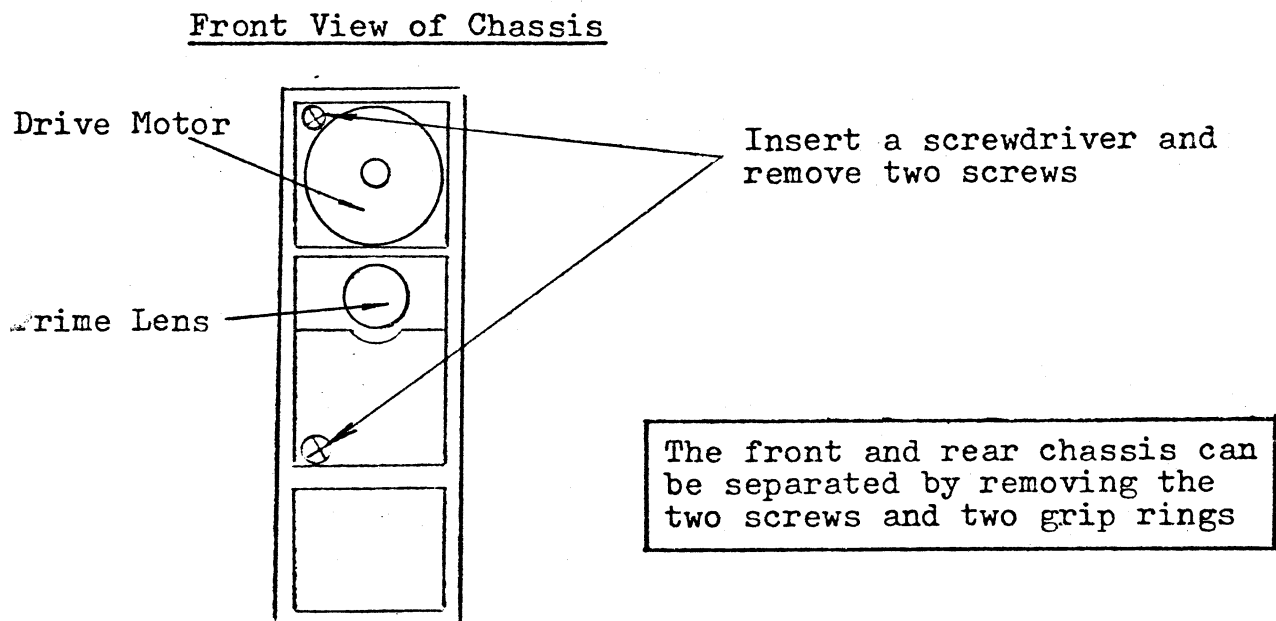 Front View of Chassis
Drive Motor
Insert a screwdriver and
remove two screws
rime Lens
The front and rear chassis can
be separated by removing the
two screws and two grip rings